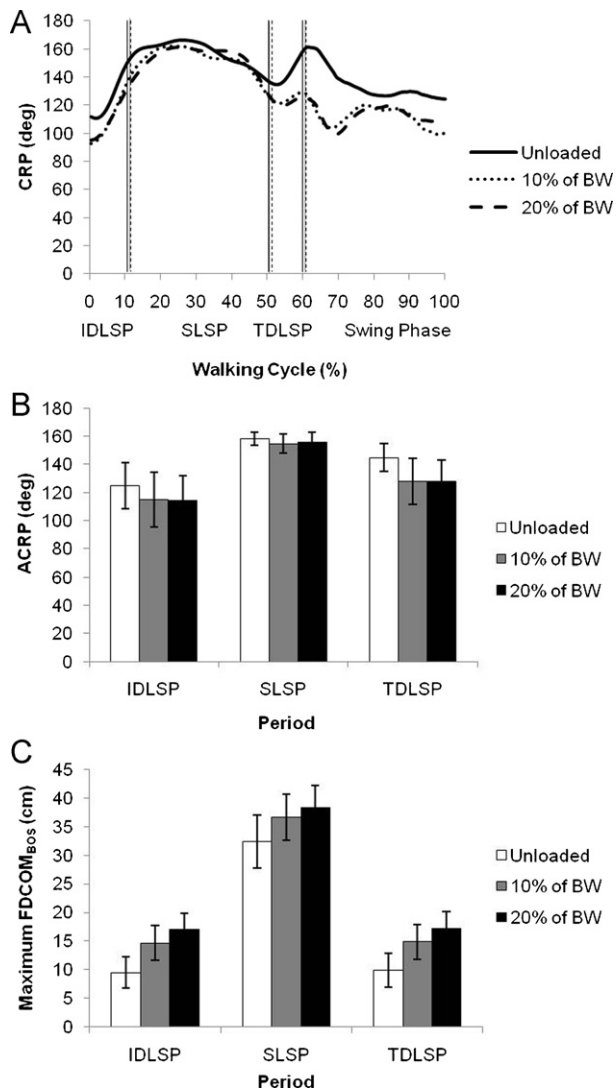 A
CRP (deg)
180
160
140
120
100
80
60
40
20
0
0 10 20 30 40 50 60 70 80 90 100
IDLSP SLSP TDLSP Swing Phase
Walking Cycle (%)
Unloaded
10% of BW
20% of BW
B
ACRP (deg)
180
160
140
120
100
80
60
40
20
0
IDLSP SLSP TDLSP
Period
Unloaded
10% of BW
20% of BW
C
Maximum FDCOMBOS (cm)
45
40
35
30
25
20
15
10
5
0
IDLSP SLSP TDLSP
Period
Unloaded
10% of BW
20% of BW